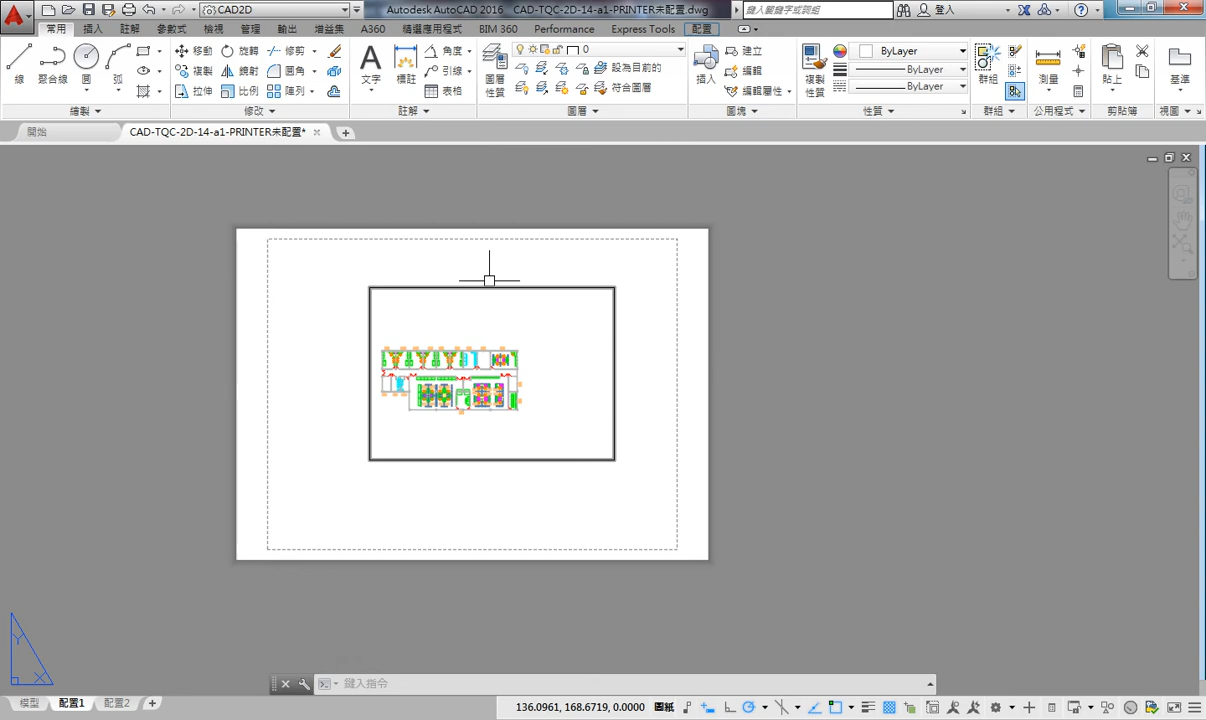 CAD2D
Autodesk AutoCAD 2016 CAD-TQC-2D-14-a1-PRINTER未配置.dwg
鍵入關鍵字或詞組
登入
常用 插入 註解 參數式 檢視 管理 輸出 增益集 A360 精選應用程式 BIM 360 Performance Express Tools 配置
線
聚合線
圓
弧
繪製
移動 旋轉 修剪
複製 鏡射 圓角
拉伸 比例 陣列
修改
文字
標註
角度
引線
表格
註解
圖層
性質
0
設為目前的
符合圖層
圖層
插入
建立
編輯
編輯屬性
圖塊
複製
性質
ByLayer
ByLayer
ByLayer
性質
群組
群組
測量
公用程式
貼上
剪貼簿
基準
視圖
開始
CAD-TQC-2D-14-a1-PRINTER未配置*
Y
X
鍵入指令
模型 配置1 配置2
136.0961, 168.6719, 0.0000 圖紙